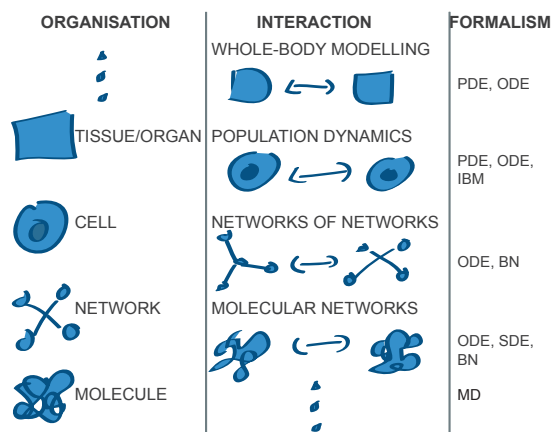 ORGANISATION
INTERACTION
FORMALISM
WHOLE-BODY MODELLING
PDE, ODE
TISSUE/ORGAN
POPULATION DYNAMICS
PDE, ODE,
IBM
CELL
NETWORKS OF NETWORKS
ODE, BN
NETWORK
MOLECULAR NETWORKS
ODE, SDE,
BN
MOLECULE
MD